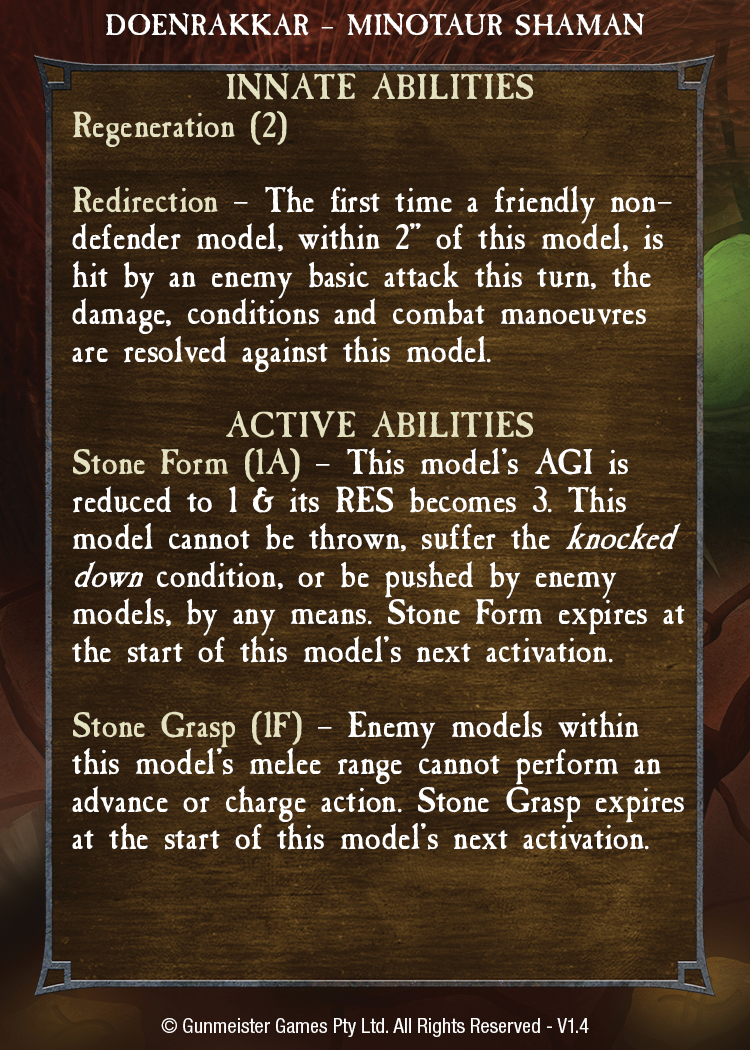 DOENRAKKAR – MINOTAUR SHAMAN
INNATE ABILITIES
Regeneration (2)
Redirection – The first time a friendly non-
defender model, within 2” of this model, is
hit by an enemy basic attack this turn, the
damage, conditions and combat manoeuvres
are resolved against this model.
ACTIVE ABILITIES
Stone Form (1A) – This model’s AGI is
reduced to 1 & its RES becomes 3. This
model cannot be thrown, suffer the knocked
down condition, or be pushed by enemy
models, by any means. Stone Form expires at
the start of this model’s next activation.
Stone Grasp (1F) – Enemy models within
this model’s melee range cannot perform an
advance or charge action. Stone Grasp expires
at the start of this model’s next activation.
© Gunmeister Games Pty Ltd. All Rights Reserved - V1.4